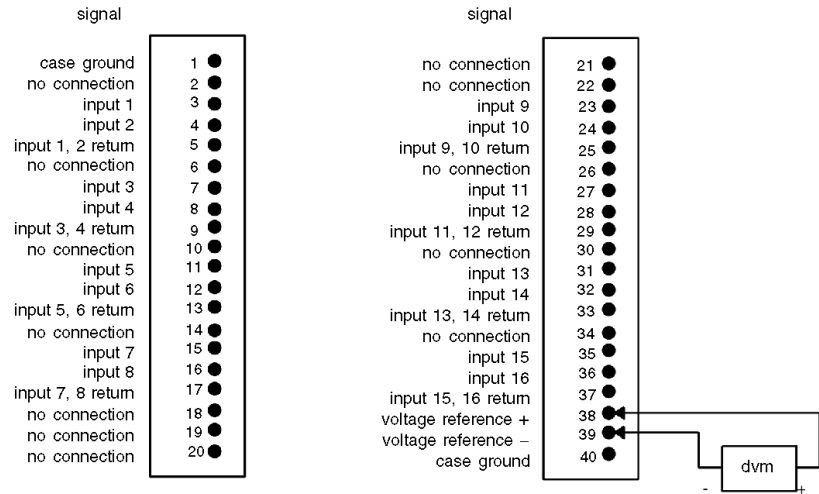 signal
case ground 1
no connection 2
input 1 3
input 2 4
input 1, 2 return 5
no connection 6
input 3 7
input 4 8
input 3, 4 return 9
no connection 10
input 5 11
input 6 12
input 5, 6 return 13
no connection 14
input 7 15
input 8 16
input 7, 8 return 17
no connection 18
no connection 19
no connection 20
signal
no connection 21
no connection 22
input 9 23
input 10 24
input 9, 10 return 25
no connection 26
input 11 27
input 12 28
input 11, 12 return 29
no connection 30
input 13 31
input 14 32
input 13, 14 return 33
no connection 34
input 15 35
input 16 36
input 15, 16 return 37
voltage reference + 38
voltage reference – 39
case ground 40
dvm
- +